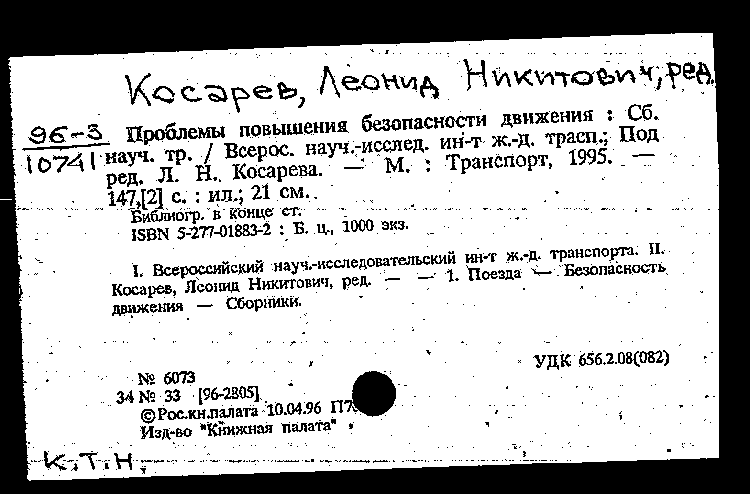 Косарев, Леонид Никитович, ред.
96-3
10741
Проблемы повышения безопасности движения : Сб.
науч. тр. / Всерос. науч.-исслед. ин-т ж.-д. трасп.; Под
ред. Л. Н. Косарева. — М. : Транспорт, 1995. —
147,[2] с. : ил.; 21 см.
Библиогр. в конце ст.
ISBN 5-277-01883-2 : Б. ц., 1000 экз.
I. Всероссийский науч.-исследовательский ин-т ж.-д. транспорта. II.
Косарев, Леонид Никитович, ред. — — 1. Поезда — Безопасность
движения — Сборники.
УДК 656.2.08(082)
№ 6073
34 № 33 [96-2805]
©Рос.кн.палата 10.04.96
Изд-во "Книжная палата"
К.Т.Н.